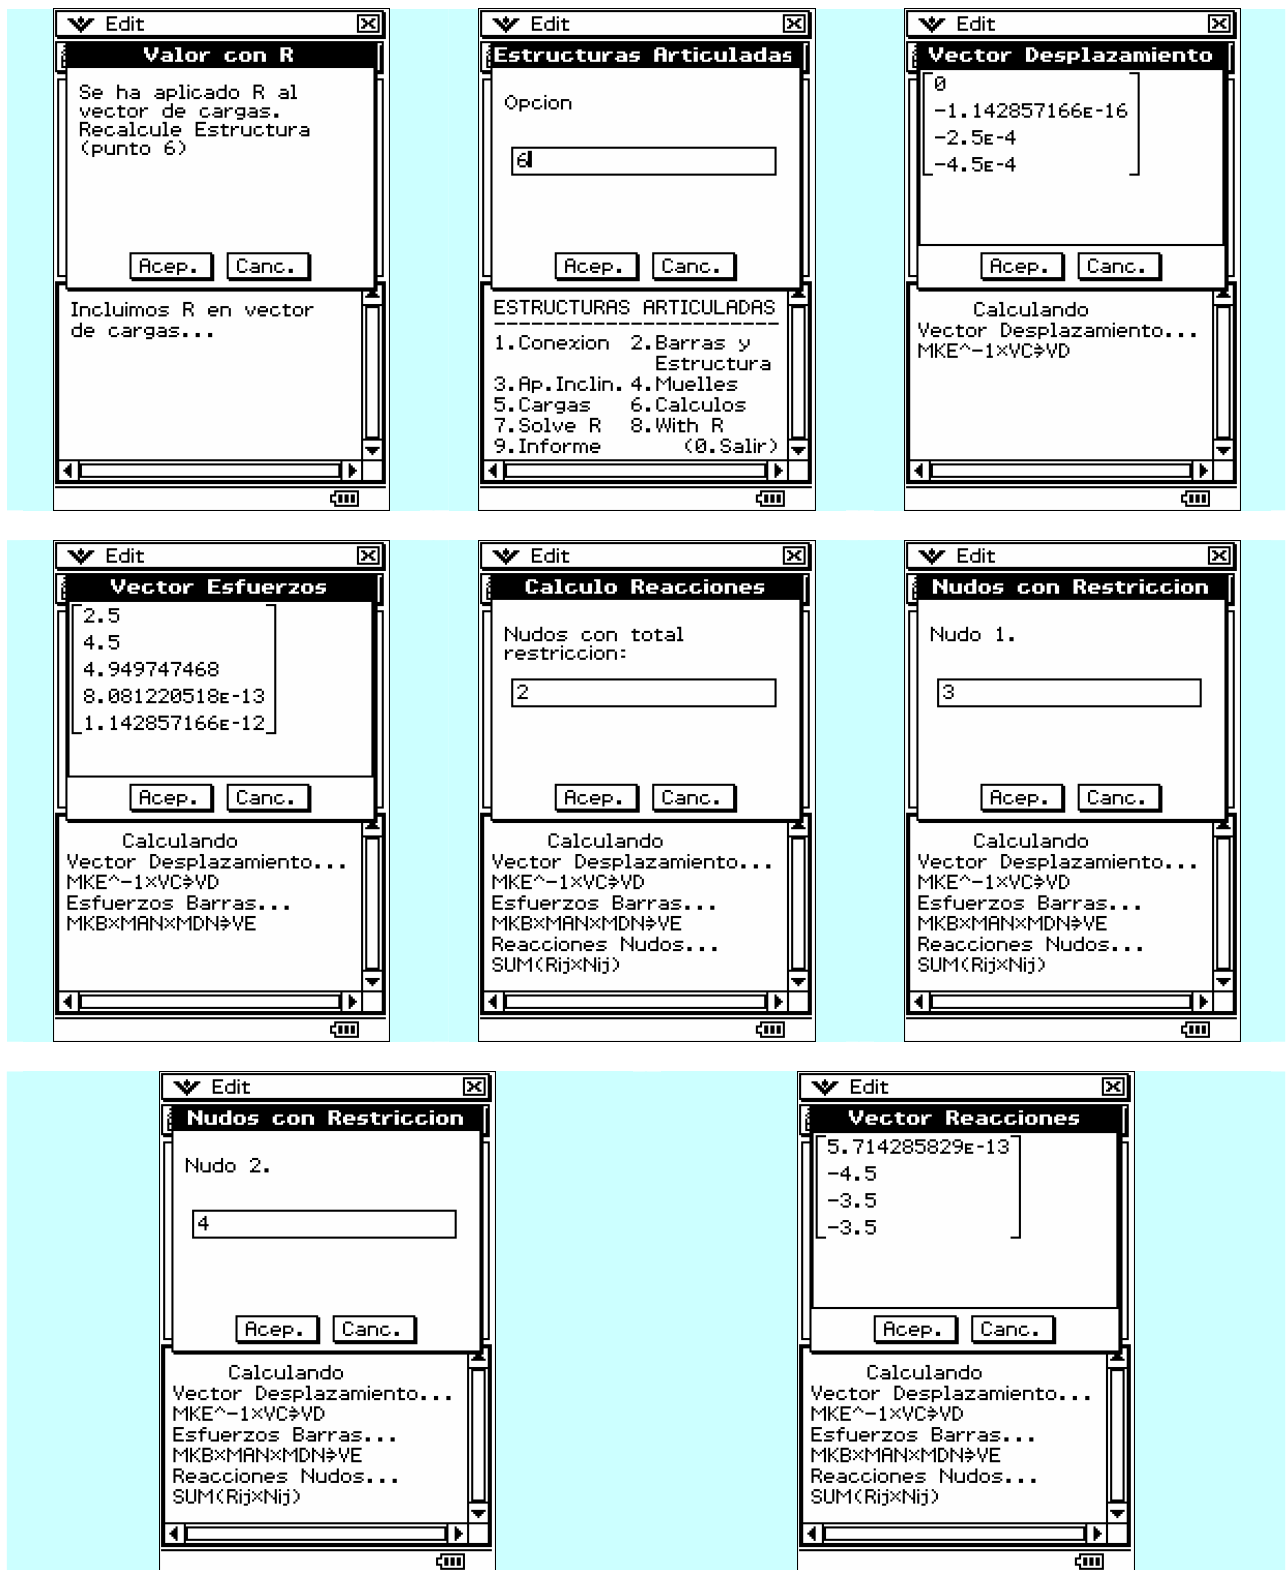 Edit
Valor con R
Se ha aplicado R al
vector de cargas.
Recalcule Estructura
(punto 6)
Acep. Canc.
Incluimos R en vector
de cargas...
Edit
Estructuras Articuladas
Opcion
6
Acep. Canc.
ESTRUCTURAS ARTICULADAS
-----------------------
1.Conexion 2.Barras y
Estructura
3.Ap.Inclin. 4.Muelles
5.Cargas 6.Calculos
7.Solve R 8.With R
9.Informe (0.Salir)
Edit
Vector Desplazamiento
0
-1.142857166E-16
-2.5E-4
-4.5E-4
Acep. Canc.
Calculando
Vector Desplazamiento...
MKE^-1×VC⇒VD
Edit
Vector Esfuerzos
2.5
4.5
4.949747468
8.081220518E-13
1.142857166E-12
Acep. Canc.
Calculando
Vector Desplazamiento...
MKE^-1×VC⇒VD
Esfuerzos Barras...
MKB×MAN×MDN⇒VE
Edit
Calculo Reacciones
Nudos con total
restriccion:
2
Acep. Canc.
Calculando
Vector Desplazamiento...
MKE^-1×VC⇒VD
Esfuerzos Barras...
MKB×MAN×MDN⇒VE
Reacciones Nudos...
SUM(Rij×Nij)
Edit
Nudos con Restriccion
Nudo 1.
3
Acep. Canc.
Calculando
Vector Desplazamiento...
MKE^-1×VC⇒VD
Esfuerzos Barras...
MKB×MAN×MDN⇒VE
Reacciones Nudos...
SUM(Rij×Nij)
Edit
Nudos con Restriccion
Nudo 2.
4
Acep. Canc.
Calculando
Vector Desplazamiento...
MKE^-1×VC⇒VD
Esfuerzos Barras...
MKB×MAN×MDN⇒VE
Reacciones Nudos...
SUM(Rij×Nij)
Edit
Vector Reacciones
5.714285829E-13
-4.5
-3.5
-3.5
Acep. Canc.
Calculando
Vector Desplazamiento...
MKE^-1×VC⇒VD
Esfuerzos Barras...
MKB×MAN×MDN⇒VE
Reacciones Nudos...
SUM(Rij×Nij)